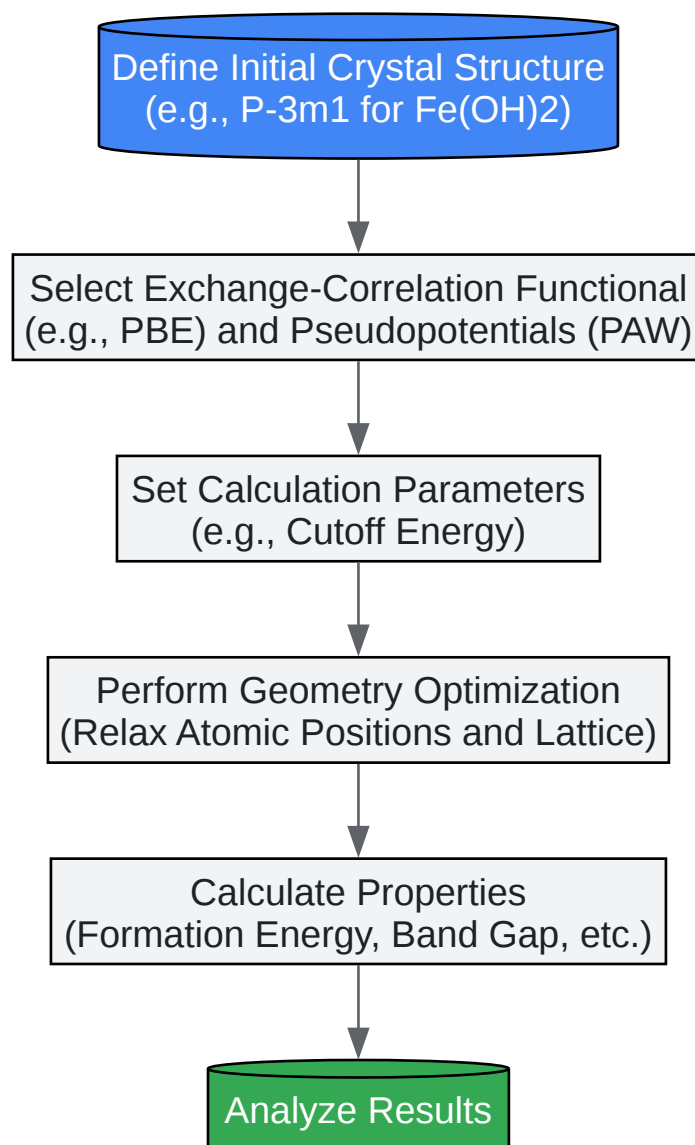 Define Initial Crystal Structure
(e.g., P-3m1 for Fe(OH)2)
Select Exchange-Correlation Functional
(e.g., PBE) and Pseudopotentials (PAW)
Set Calculation Parameters
(e.g., Cutoff Energy)
Perform Geometry Optimization
(Relax Atomic Positions and Lattice)
Calculate Properties
(Formation Energy, Band Gap, etc.)
Analyze Results